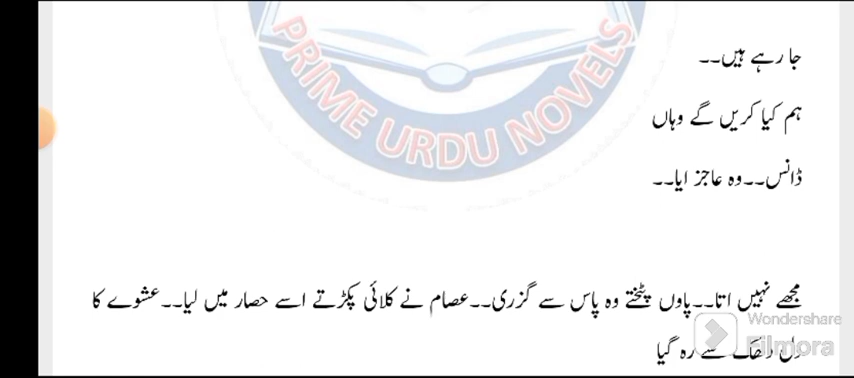 جا رہے ہیں۔۔
PRIME URDU NOVELS
ہم کیا کریں گے وہاں
ڈانس۔۔وہ عاجز ایا۔۔
مجھے نہیں اتا۔۔پاوں پٹختے وہ پاس سے گزری۔۔عصام نے کلائی پکڑتے اسے حصار میں لیا۔۔عشوے کا
Wondershare
Filmora
دل دھک سے رہ گیا